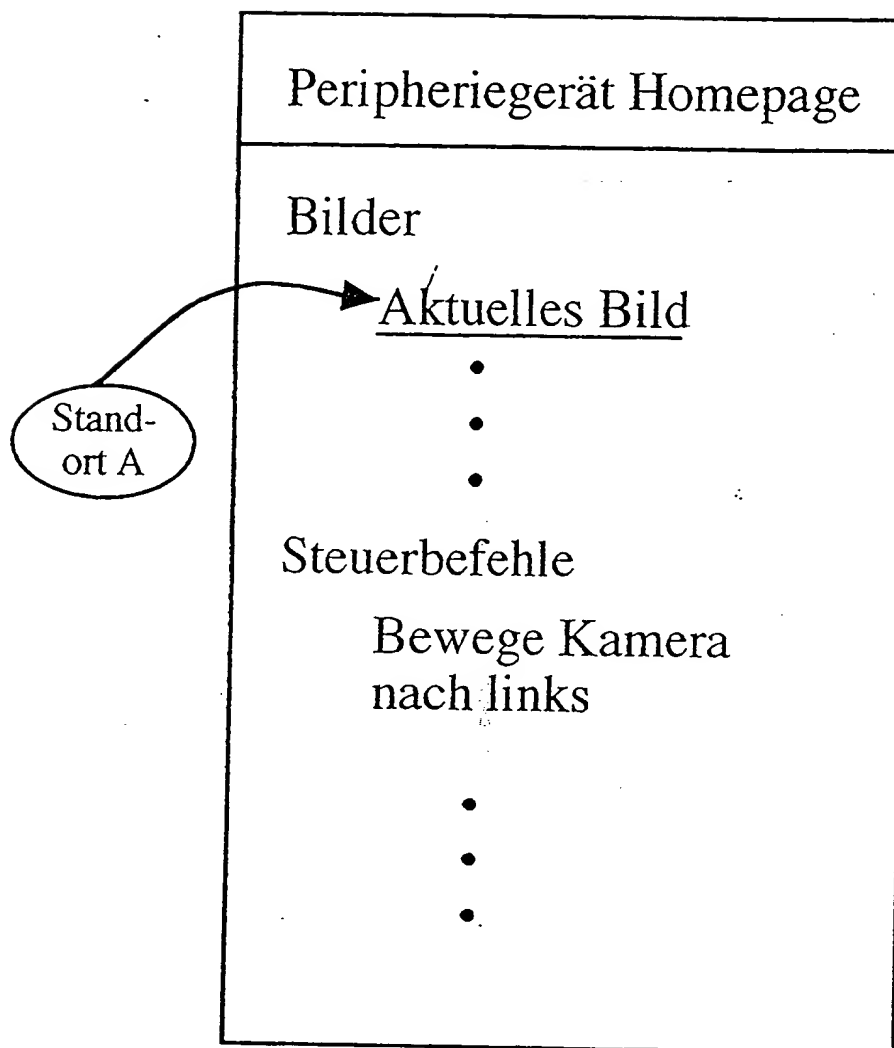 Peripheriegerät Homepage
Bilder
Aktuelles Bild
Stand-
ort A
Steuerbefehle
Bewege Kamera
nach links